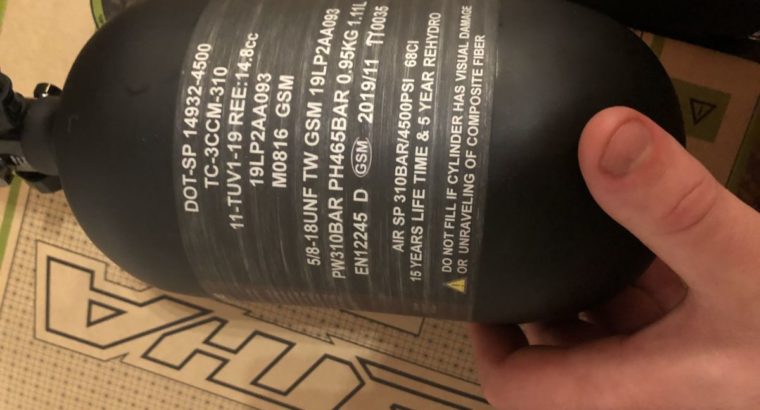 DOT-SP 14932-4500
TC-3CCM-310
11-TUV1-19 REE:14.8cc
19LP2AA093
M0816 GSM
5/8-18UNF TW GSM 19LP2AA093
PW310BAR PH465BAR 0.95KG 1.11L
EN12245 D GSM 2019/11 T10035
AIR SP 310BAR/4500PSI 68CI
15 YEARS LIFE TIME & 5 YEAR REHYDRO
DO NOT FILL IF CYLINDER HAS VISUAL DAMAGE
OR UNRAVELING OF COMPOSITE FIBER